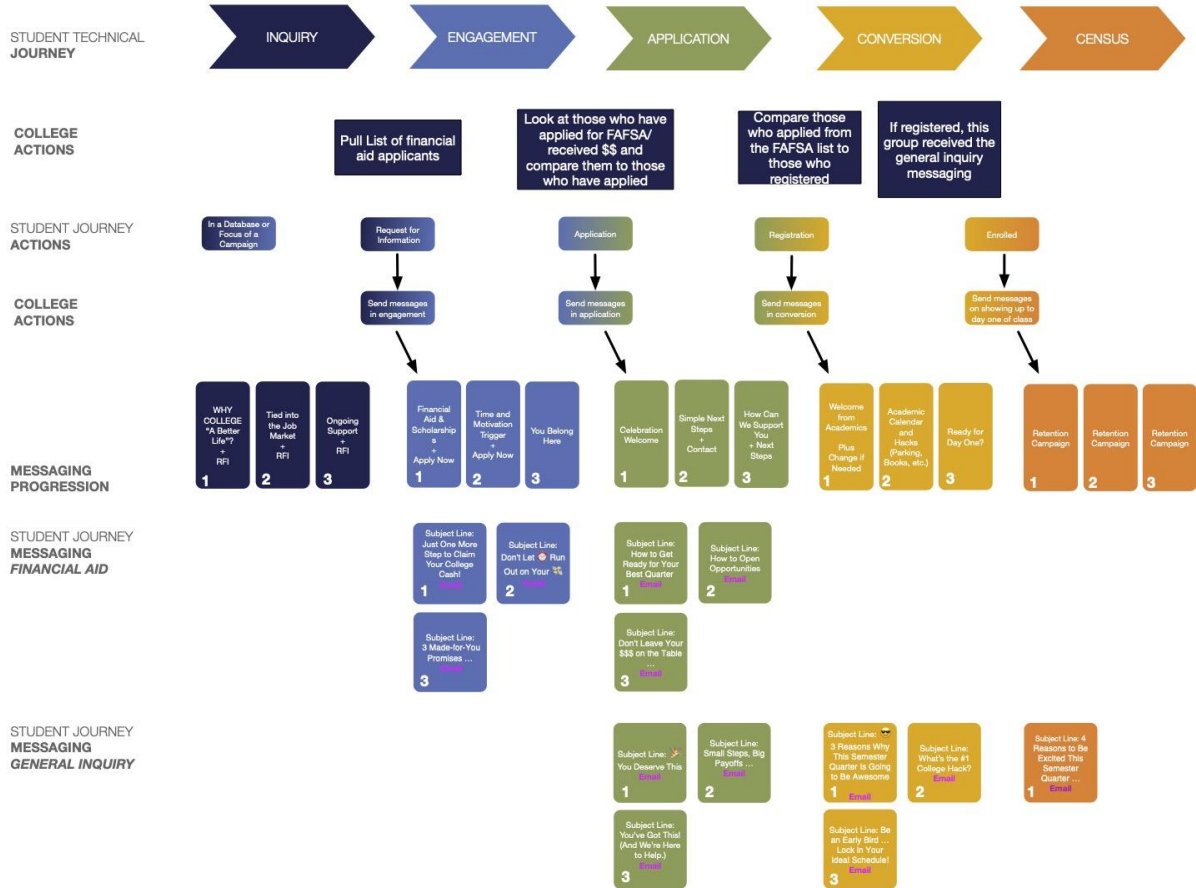 STUDENT TECHNICAL
JOURNEY
INQUIRY
ENGAGEMENT
APPLICATION
CONVERSION
CENSUS
COLLEGE
ACTIONS
Pull List of financial
aid applicants
Look at those who have
applied for FAFSA/
received $$ and
compare them to those
who have applied
Compare those
who applied from
the FAFSA list to
those who
registered
If registered, this
group received the
general inquiry
messaging
STUDENT JOURNEY
ACTIONS
In a Database or
Focus of a
Campaign
Request for
Information
Application
Registration
Enrolled
COLLEGE
ACTIONS
Send messages
in engagement
Send messages
in application
Send messages
in conversion
Send messages
on showing up to
day one of class
MESSAGING
PROGRESSION
WHY COLLEGE
"A Better
Life"?
+
RFI
1
Tied into
the Job
Market
+
RFI
2
Ongoing
Support
+
RFI
3
Financial
Aid &
Scholarship
s
+
Apply Now
1
Time and
Motivation
Trigger
+
Apply Now
2
You Belong
Here
3
Celebration
Welcome
1
Simple Next
Steps
+
Contact
2
How Can
We Support
You
+ Next
Steps
3
Welcome
from
Academics
Plus
Change if
Needed
1
Academic
Calendar
and
Hacks
(Parking,
Books, etc.)
2
Ready for
Day One?
3
Retention
Campaign
1
Retention
Campaign
2
Retention
Campaign
3
STUDENT JOURNEY
MESSAGING
FINANCIAL AID
Subject Line:
Just One More
Step to Claim
Your College
Cash!
Email
1
Subject Line:
Don't Let ⏰ Run
Out on Your 💸
Email
2
Subject Line:
3 Made-for-You
Promises ...
Email
3
Subject Line:
How to Get
Ready for Your
Best Quarter
Email
1
Subject Line:
How to Open
Opportunities
Email
2
Subject Line:
Don't Leave Your
$$$ on the Table
...
Email
3
STUDENT JOURNEY
MESSAGING
GENERAL INQUIRY
Subject Line: 🎉
You Deserve This
Email
1
Subject Line:
Small Steps, Big
Payoffs ...
Email
2
Subject Line:
You've Got This!
(And We're Here
to Help.)
Email
3
Subject Line: 😎
3 Reasons Why
This Semester
Quarter Is Going
to Be Awesome
Email
1
Subject Line:
What's the #1
College Hack?
Email
2
Subject Line: Be
an Early Bird ...
Lock in Your
Ideal Schedule!
Email
3
Subject Line: 4
Reasons to Be
Excited This
Semester
Quarter ...
Email
1